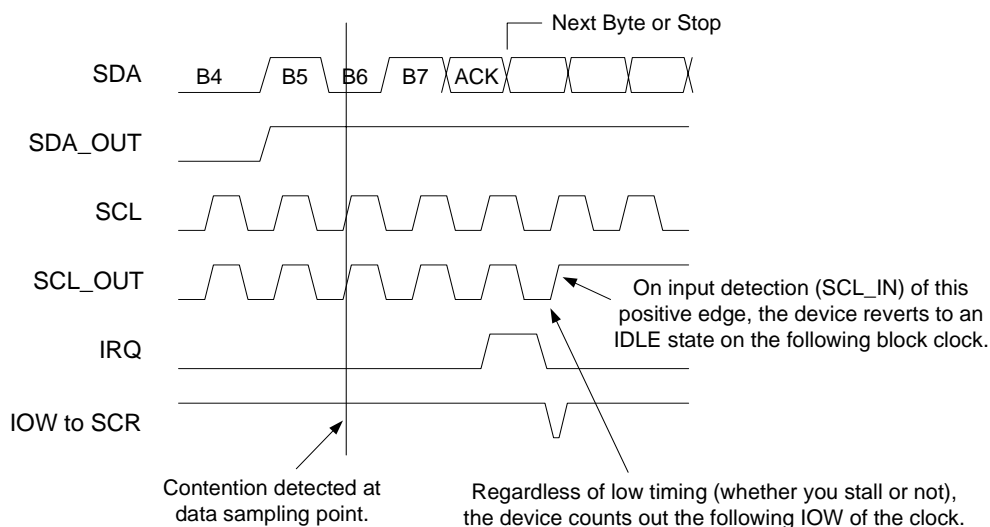 Next Byte or Stop
SDA
B4 B5 B6 B7 ACK
SDA_OUT
SCL
SCL_OUT
On input detection (SCL_IN) of this
positive edge, the device reverts to an
IDLE state on the following block clock.
IRQ
IOW to SCR
Contention detected at
data sampling point.
Regardless of low timing (whether you stall or not),
the device counts out the following IOW of the clock.